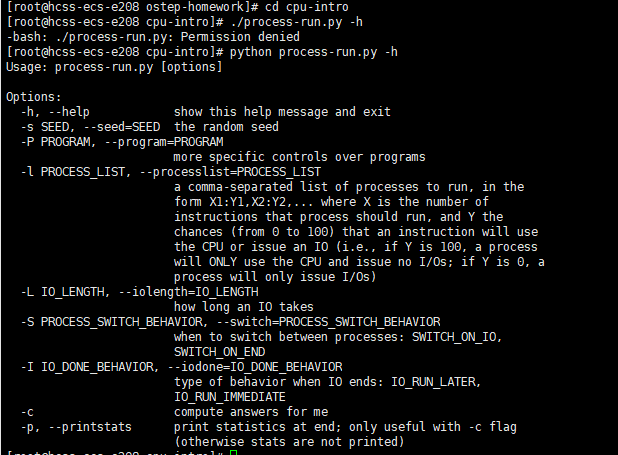 [root@hcss-ecs-e208 ostep-homework]# cd cpu-intro
[root@hcss-ecs-e208 cpu-intro]# ./process-run.py -h
-bash: ./process-run.py: Permission denied
[root@hcss-ecs-e208 cpu-intro]# python process-run.py -h
Usage: process-run.py [options]

Options:
  -h, --help            show this help message and exit
  -s SEED, --seed=SEED  the random seed
  -P PROGRAM, --program=PROGRAM
                        more specific controls over programs
  -l PROCESS_LIST, --processlist=PROCESS_LIST
                        a comma-separated list of processes to run, in the
                        form X1:Y1,X2:Y2,... where X is the number of
                        instructions that process should run, and Y the
                        chances (from 0 to 100) that an instruction will use
                        the CPU or issue an IO (i.e., if Y is 100, a process
                        will ONLY use the CPU and issue no I/Os; if Y is 0, a
                        process will only issue I/Os)
  -L IO_LENGTH, --iolength=IO_LENGTH
                        how long an IO takes
  -S PROCESS_SWITCH_BEHAVIOR, --switch=PROCESS_SWITCH_BEHAVIOR
                        when to switch between processes: SWITCH_ON_IO,
                        SWITCH_ON_END
  -I IO_DONE_BEHAVIOR, --iodone=IO_DONE_BEHAVIOR
                        type of behavior when IO ends: IO_RUN_LATER,
                        IO_RUN_IMMEDIATE
  -c                    compute answers for me
  -p, --printstats      print statistics at end; only useful with -c flag
                        (otherwise stats are not printed)
[root@hcss-ecs-e208 cpu-intro]#